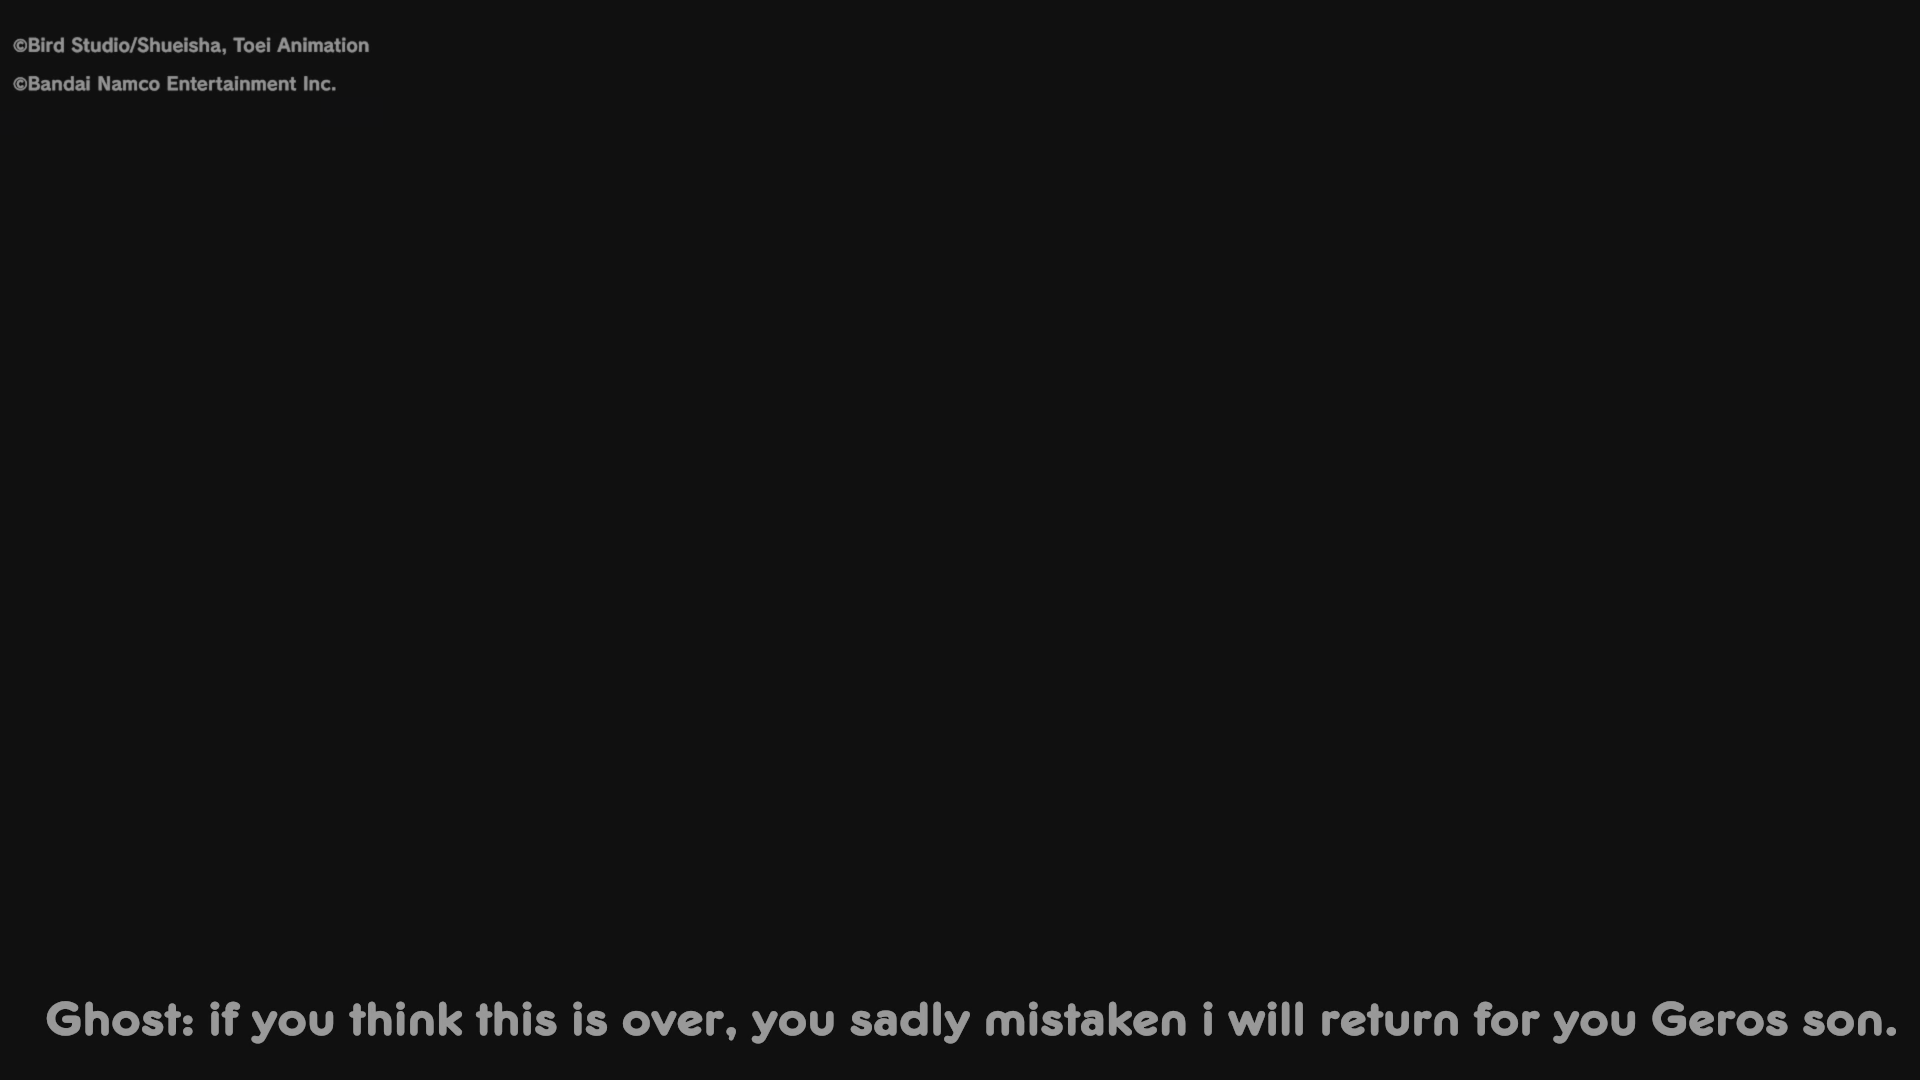 ©Bird Studio/Shueisha, Toei Animation
©Bandai Namco Entertainment Inc.
Ghost: if you think this is over, you sadly mistaken i will return for you Geros son.